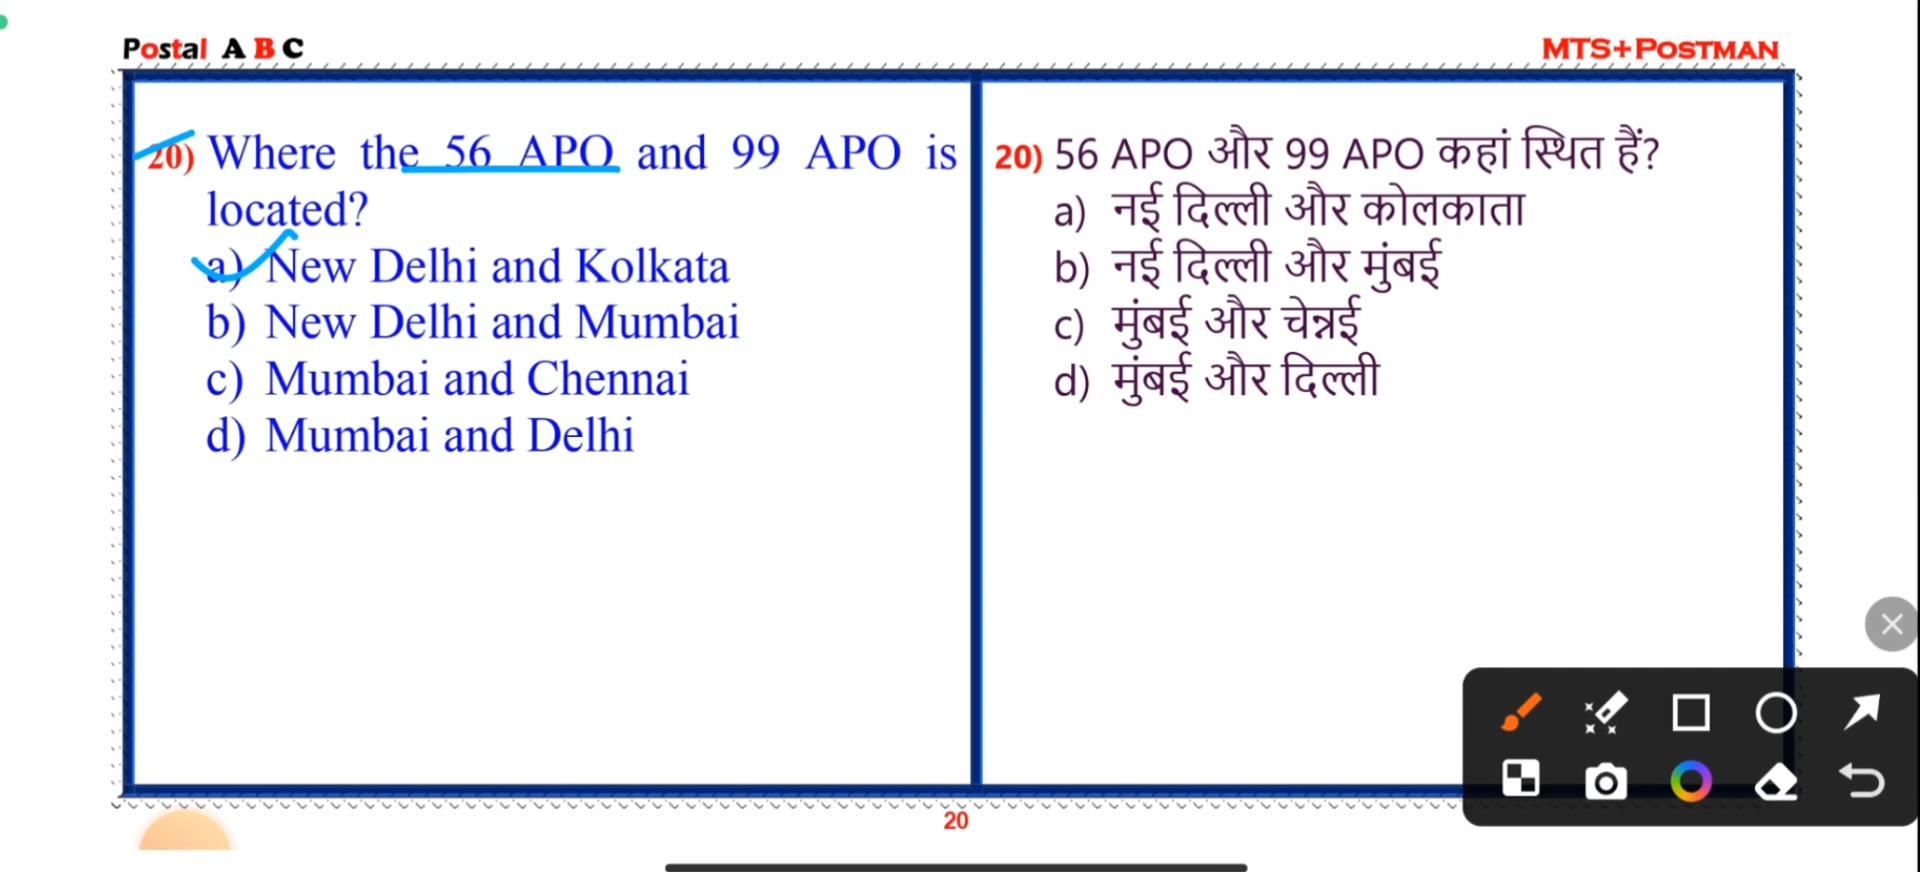 Postal A B C
MTS+POSTMAN
20) Where the 56 APO and 99 APO is
located?
a) New Delhi and Kolkata
b) New Delhi and Mumbai
c) Mumbai and Chennai
d) Mumbai and Delhi
20) 56 APO और 99 APO कहां स्थित हैं?
a) नई दिल्ली और कोलकाता
b) नई दिल्ली और मुंबई
c) मुंबई और चेन्नई
d) मुंबई और दिल्ली
20